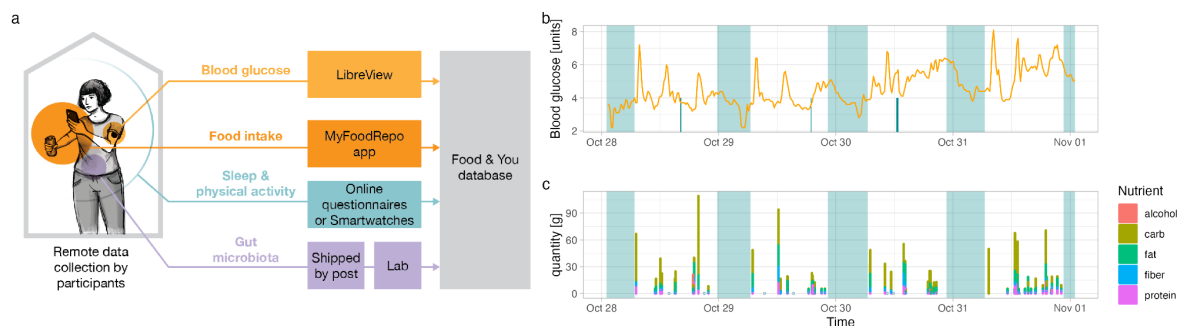 a
Blood glucose
LibreView
Food intake
MyFoodRepo
app
Sleep &
physical activity
Online
questionnaires
or Smartwatches
Gut
microbiota
Shipped
by post
Lab
Food & You
database
Remote data
collection by
participants
b
Blood glucose [units]
8
6
4
2
Oct 28
Oct 29
Oct 30
Oct 31
Nov 01
c
quantity [g]
90
60
30
0
Oct 28
Oct 29
Oct 30
Oct 31
Nov 01
Time
Nutrient
alcohol
carb
fat
fiber
protein